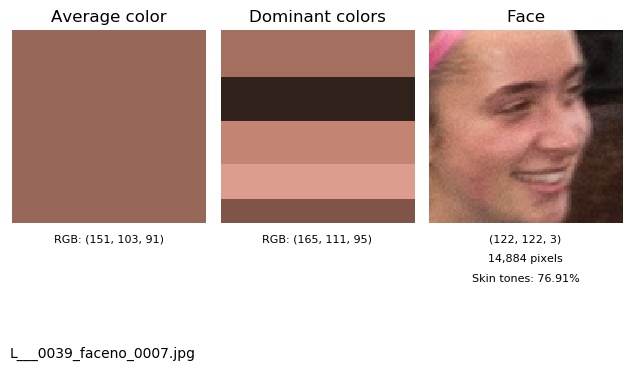 Average color
Dominant colors
Face
RGB: (151, 103, 91)
RGB: (165, 111, 95)
(122, 122, 3)
14,884 pixels
Skin tones: 76.91%
L___0039_faceno_0007.jpg